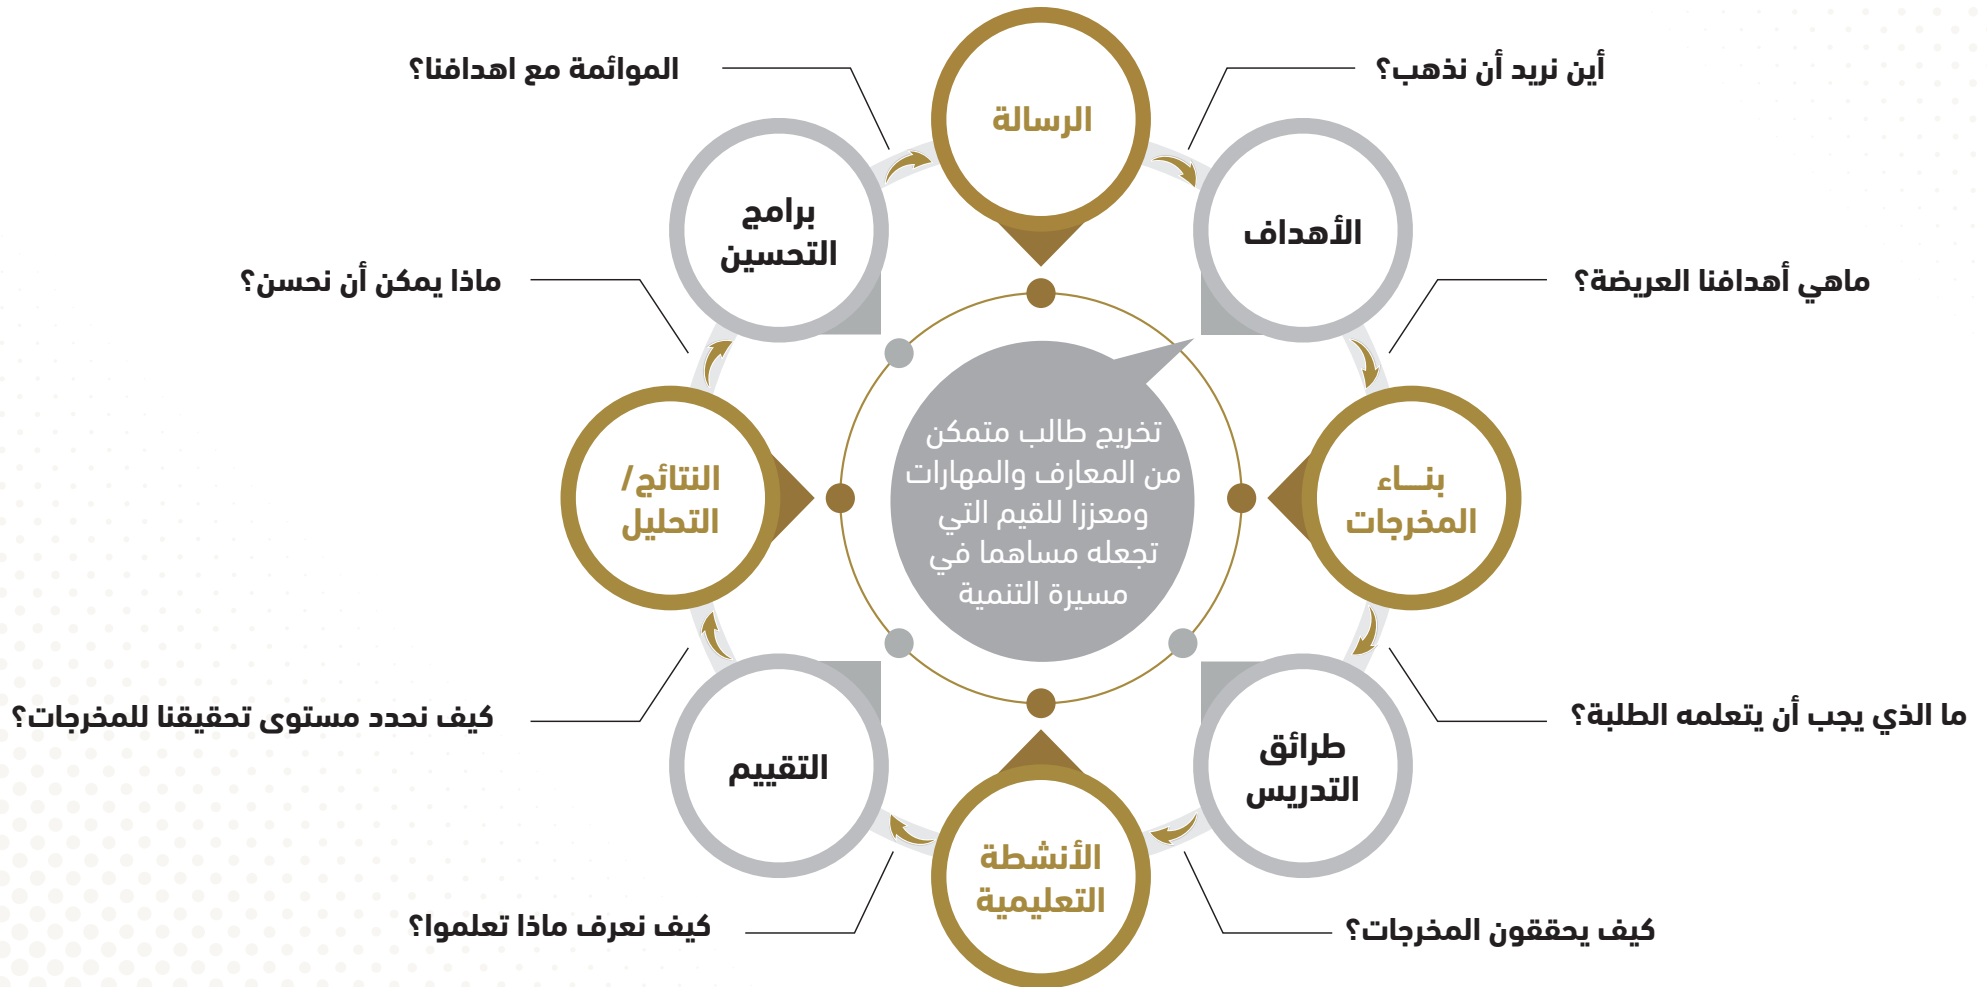 الرسالة
أين نريد أن نذهب؟
الأهداف
ماهي أهدافنا العريضة؟
بنــاء
المخرجات
ما الذي يجب أن يتعلمه الطلبة؟
طرائق
التدريس
كيف يحققون المخرجات؟
الأنشطة
التعليمية
كيف نعرف ماذا تعلموا؟
التقييم
كيف نحدد مستوى تحقيقنا للمخرجات؟
النتائج/
التحليل
ماذا يمكن أن نحسن؟
برامج
التحسين
الموائمة مع اهدافنا؟
تخريج طالب متمكن
من المعارف والمهارات
ومعززا للقيم التي
تجعله مساهما في
مسيرة التنمية